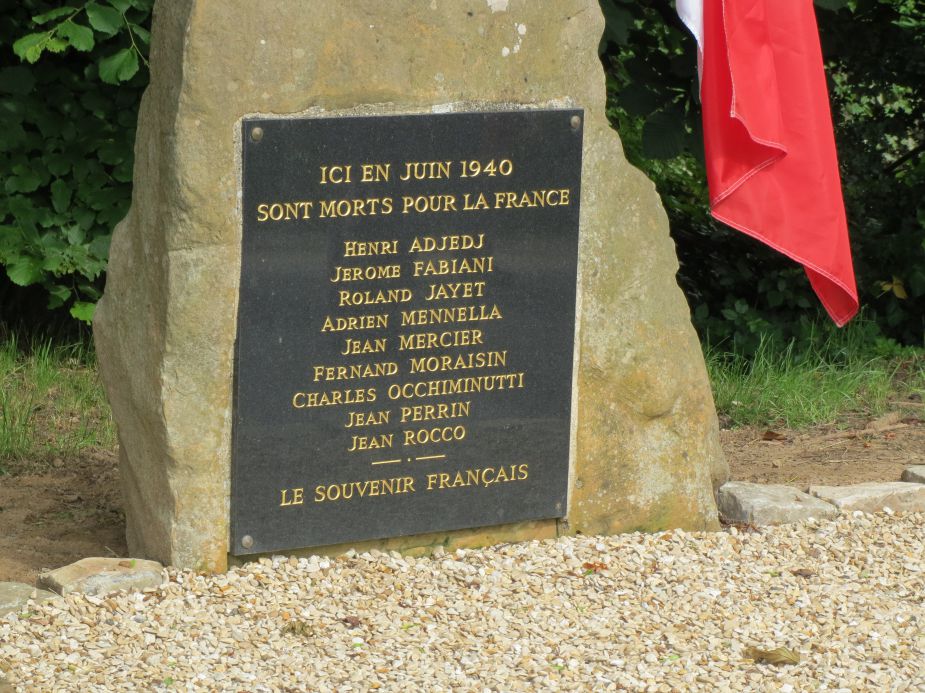 ICI EN JUIN 1940
SONT MORTS POUR LA FRANCE
HENRI ADJEDJ
JEROME FABIANI
ROLAND JAYET
ADRIEN MENNELLA
JEAN MERCIER
FERNAND MORAISIN
CHARLES OCCHIMINUTTI
JEAN PERRIN
JEAN ROCCO
LE SOUVENIR FRANÇAIS